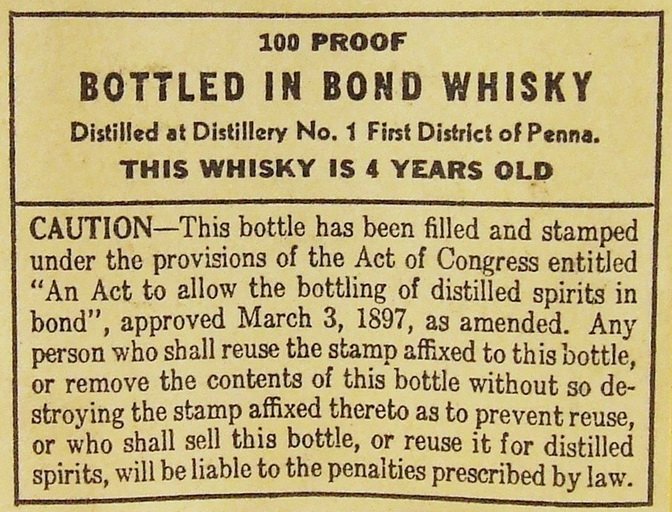 100 PROOF
BOTTLED IN BOND WHISKY
Distilled at Distillery No. 1 First District of Penna.
THIS WHISKY IS 4 YEARS OLD
CAUTION—This bottle has been filled and stamped
under the provisions of the Act of Congress entitled
“An Act to allow the bottling of distilled spirits in
bond”, approved March 3, 1897, as amended. Any
person who shall reuse the stamp affixed to this bottle,
or remove the contents of this bottle without so de-
stroying the stamp affixed thereto as to prevent reuse,
or who shall sell this bottle, or reuse it for distilled
spirits, will be liable to the penalties prescribed by law.